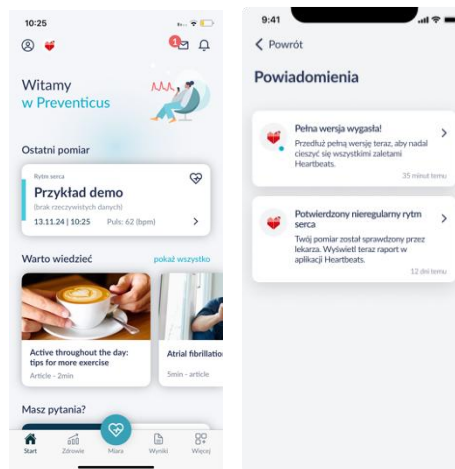 10:25
1
Witamy
w Preventicus
Ostatni pomiar
Rytm serca
Przykład demo
(brak rzeczywistych danych)
13.11.24 | 10:25 Puls: 62 (bpm)
Warto wiedzieć pokaż wszystko
Active throughout the day:
tips for more exercise
Article - 2min
Atrial fibrillatio
5min - article
Masz pytania?
Start Zdrowie Miara Wyniki Więcej
9:41
Powrót
Powiadomienia
Pełna wersja wygasła!
Przedłuż pełną wersję teraz, aby nadal
cieszyć się wszystkimi zaletami
Heartbeats.
35 minut temu
Potwierdzony nieregularny rytm
serca
Twój pomiar został sprawdzony przez
lekarza. Wyświetl teraz raport w
aplikacji Heartbeats.
12 dni temu